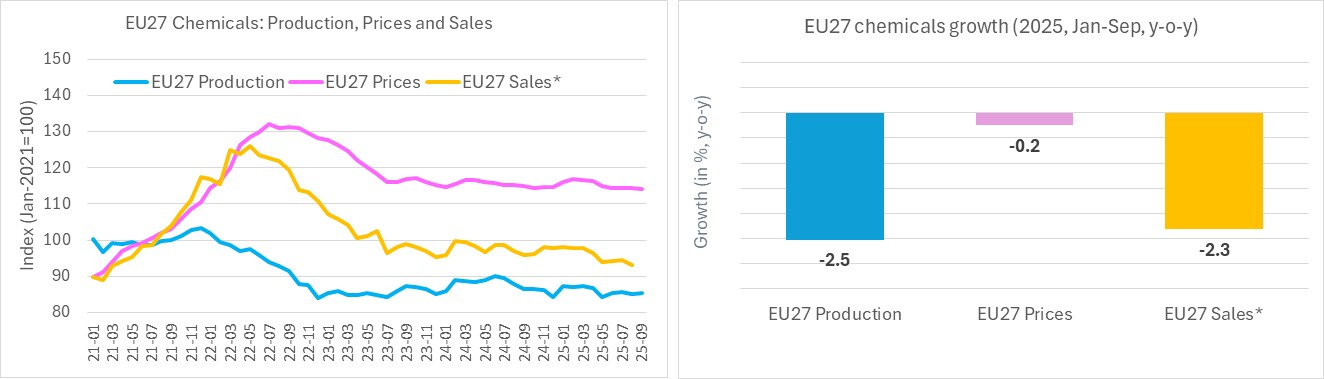 EU27 Chemicals: Production, Prices and Sales
Index (Jan-2021=100)
150
140
130
120
110
100
90
80
EU27 Production EU27 Prices EU27 Sales*
21-01 21-03 21-05 21-07 21-09 21-11 22-01 22-03 22-05 22-07 22-09 22-11 23-01 23-03 23-05 23-07 23-09 23-11 24-01 24-03 24-05 24-07 24-09 24-11 25-01 25-03 25-05 25-07 25-09
EU27 chemicals growth (2025, Jan-Sep, y-o-y)
Growth (in %, y-o-y)
-2.5
-0.2
-2.3
EU27 Production EU27 Prices EU27 Sales*